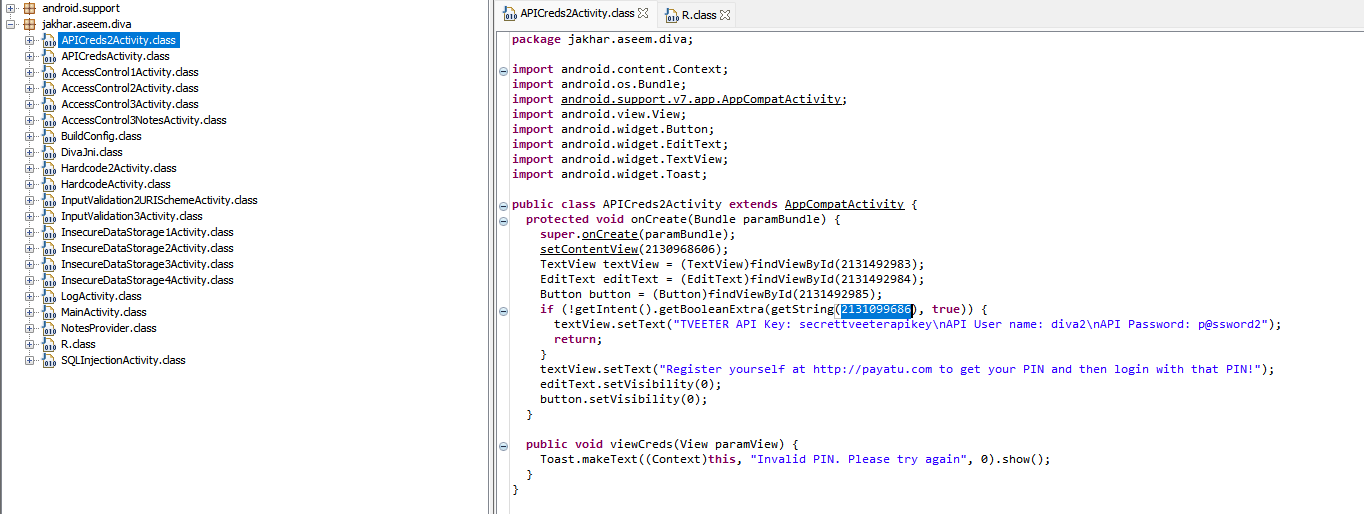 android.support
jakhar.aseem.diva
APICreds2Activity.class
APICredsActivity.class
AccessControl1Activity.class
AccessControl2Activity.class
AccessControl3Activity.class
AccessControl3NotesActivity.class
BuildConfig.class
DivaJni.class
Hardcode2Activity.class
HardcodeActivity.class
InputValidation2URISchemeActivity.class
InputValidation3Activity.class
InsecureDataStorage1Activity.class
InsecureDataStorage2Activity.class
InsecureDataStorage3Activity.class
InsecureDataStorage4Activity.class
LogActivity.class
MainActivity.class
NotesProvider.class
R.class
SQLInjectionActivity.class
APICreds2Activity.class
R.class
package jakhar.aseem.diva;
import android.content.Context;
import android.os.Bundle;
import android.support.v7.app.AppCompatActivity;
import android.view.View;
import android.widget.Button;
import android.widget.EditText;
import android.widget.TextView;
import android.widget.Toast;
public class APICreds2Activity extends AppCompatActivity {
protected void onCreate(Bundle paramBundle) {
super.onCreate(paramBundle);
setContentView(2130968606);
TextView textView = (TextView)findViewById(2131492983);
EditText editText = (EditText)findViewById(2131492984);
Button button = (Button)findViewById(2131492985);
if (!getIntent().getBooleanExtra(getString(2131099686), true)) {
textView.setText("TVEETER API Key: secrettveeterapikey\nAPI User name: diva2\nAPI Password: p@ssword2");
return;
}
textView.setText("Register yourself at http://payatu.com to get your PIN and then login with that PIN!");
editText.setVisibility(0);
button.setVisibility(0);
}
public void viewCreds(View paramView) {
Toast.makeText((Context)this, "Invalid PIN. Please try again", 0).show();
}
}